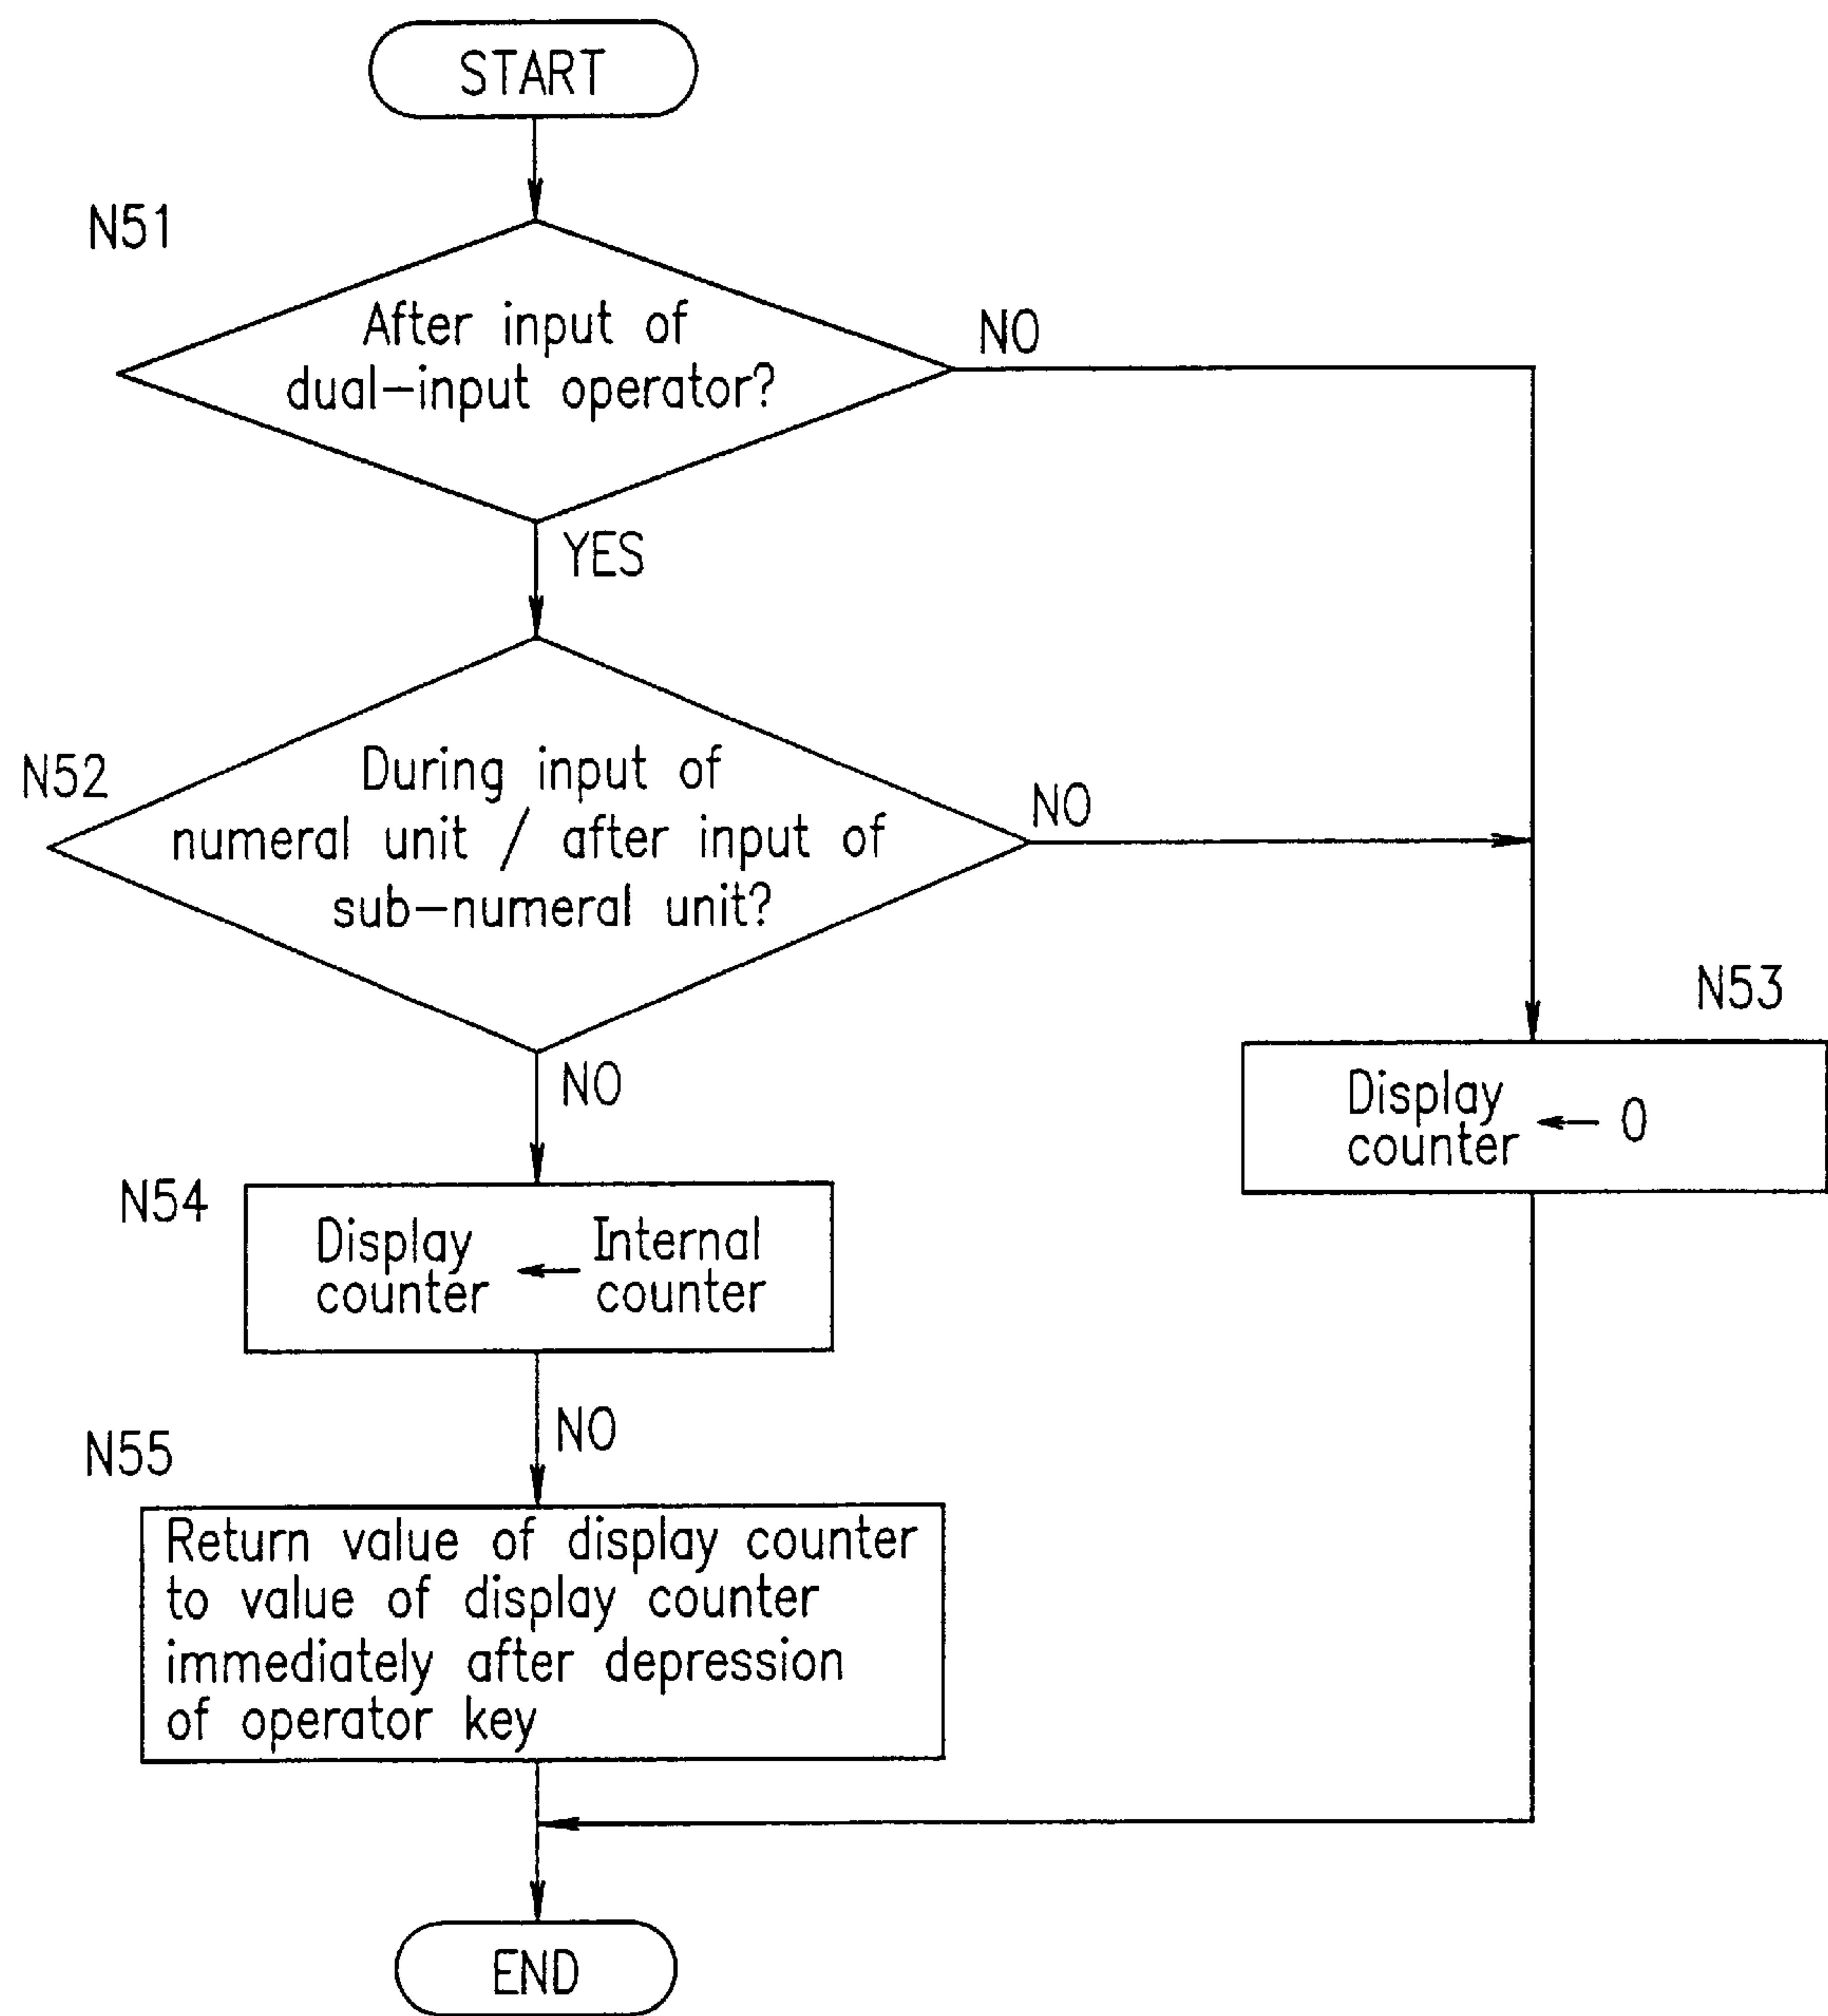 START
N51
After input of
dual-input operator?
NO
YES
N52
During input of
numeral unit / after input of
sub-numeral unit?
NO
NO
N53
Display
counter ← 0
N54
Display
counter
←
Internal
counter
NO
N55
Return value of display counter
to value of display counter
immediately after depression
of operator key
END